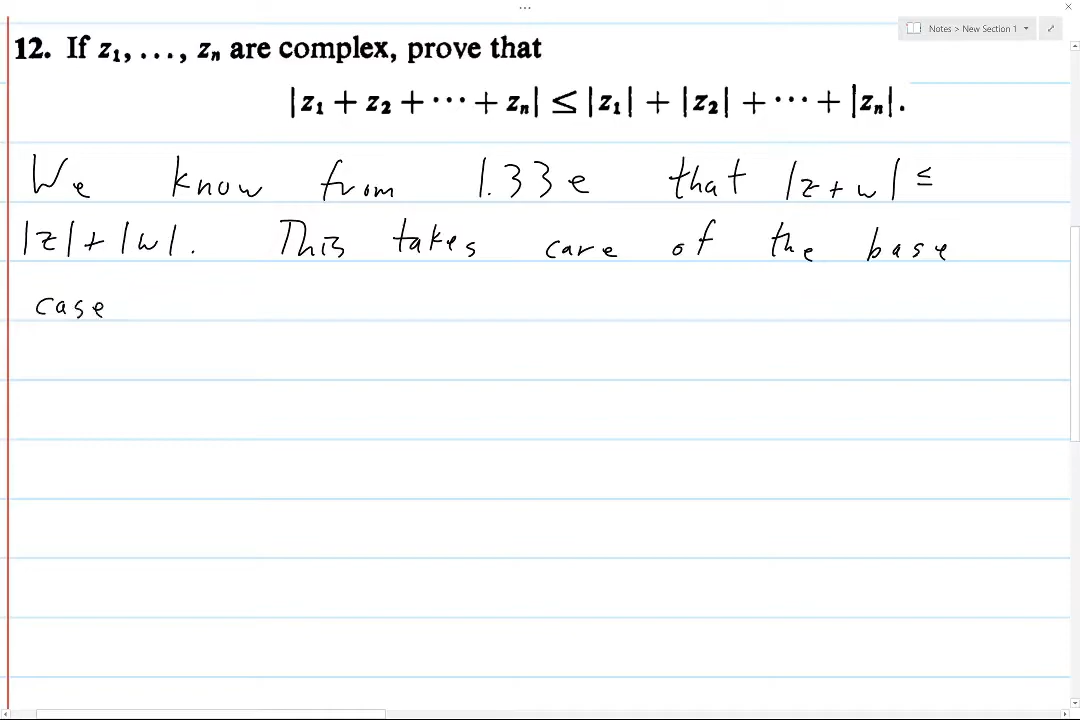 ...
Notes > New Section 1
12. If z₁, ..., zₙ are complex, prove that
|z₁ + z₂ + ··· + zₙ| ≤ |z₁| + |z₂| + ··· + |zₙ|.
We know from 1.33e that |z+w| ≤
|z|+|w|. This takes care of the base
case